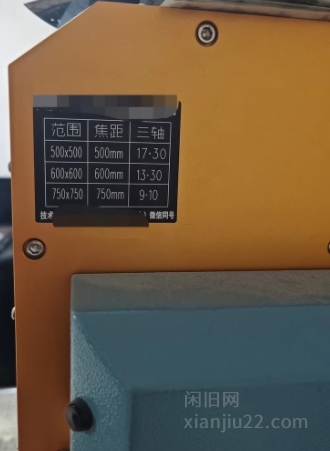 范围 焦距 三轴
500x500 500mm 17·30
600x600 600mm 13·30
750x750 750mm 9·10
技术 微信同号
闲旧网
xianjiu22.com